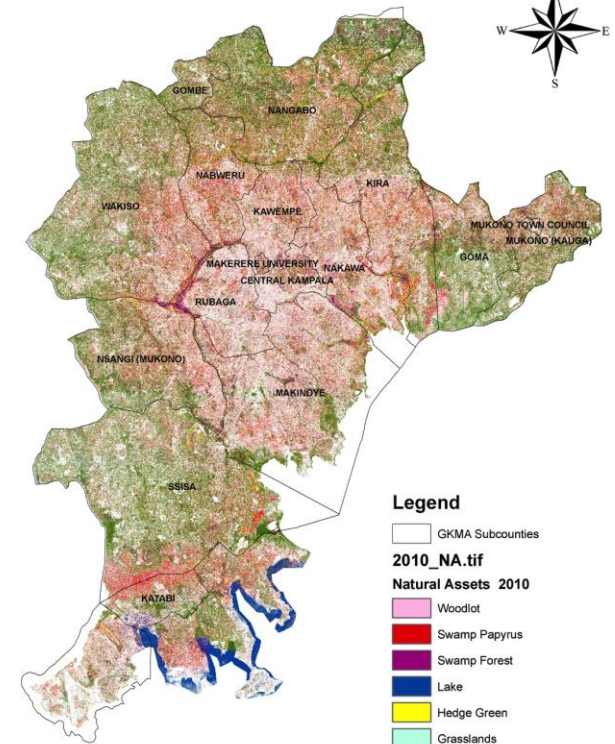 W
E
S
GOMBE
NANGABO
NABWERU
KIRA
WAKISO
KAWEMPE
MUKONO TOWN COUNCIL
MUKONO (KAUGA)
GOMA
MAKERERE UNIVERSITY
NAKAWA
CENTRAL KAMPALA
RUBAGA
NSANGI (MUKONO)
MAKINDYE
SSISA
KATABI
Legend
GKMA Subcounties
2010_NA.tif
Natural Assets 2010
Woodlot
Swamp Papyrus
Swamp Forest
Lake
Hedge Green
Grasslands